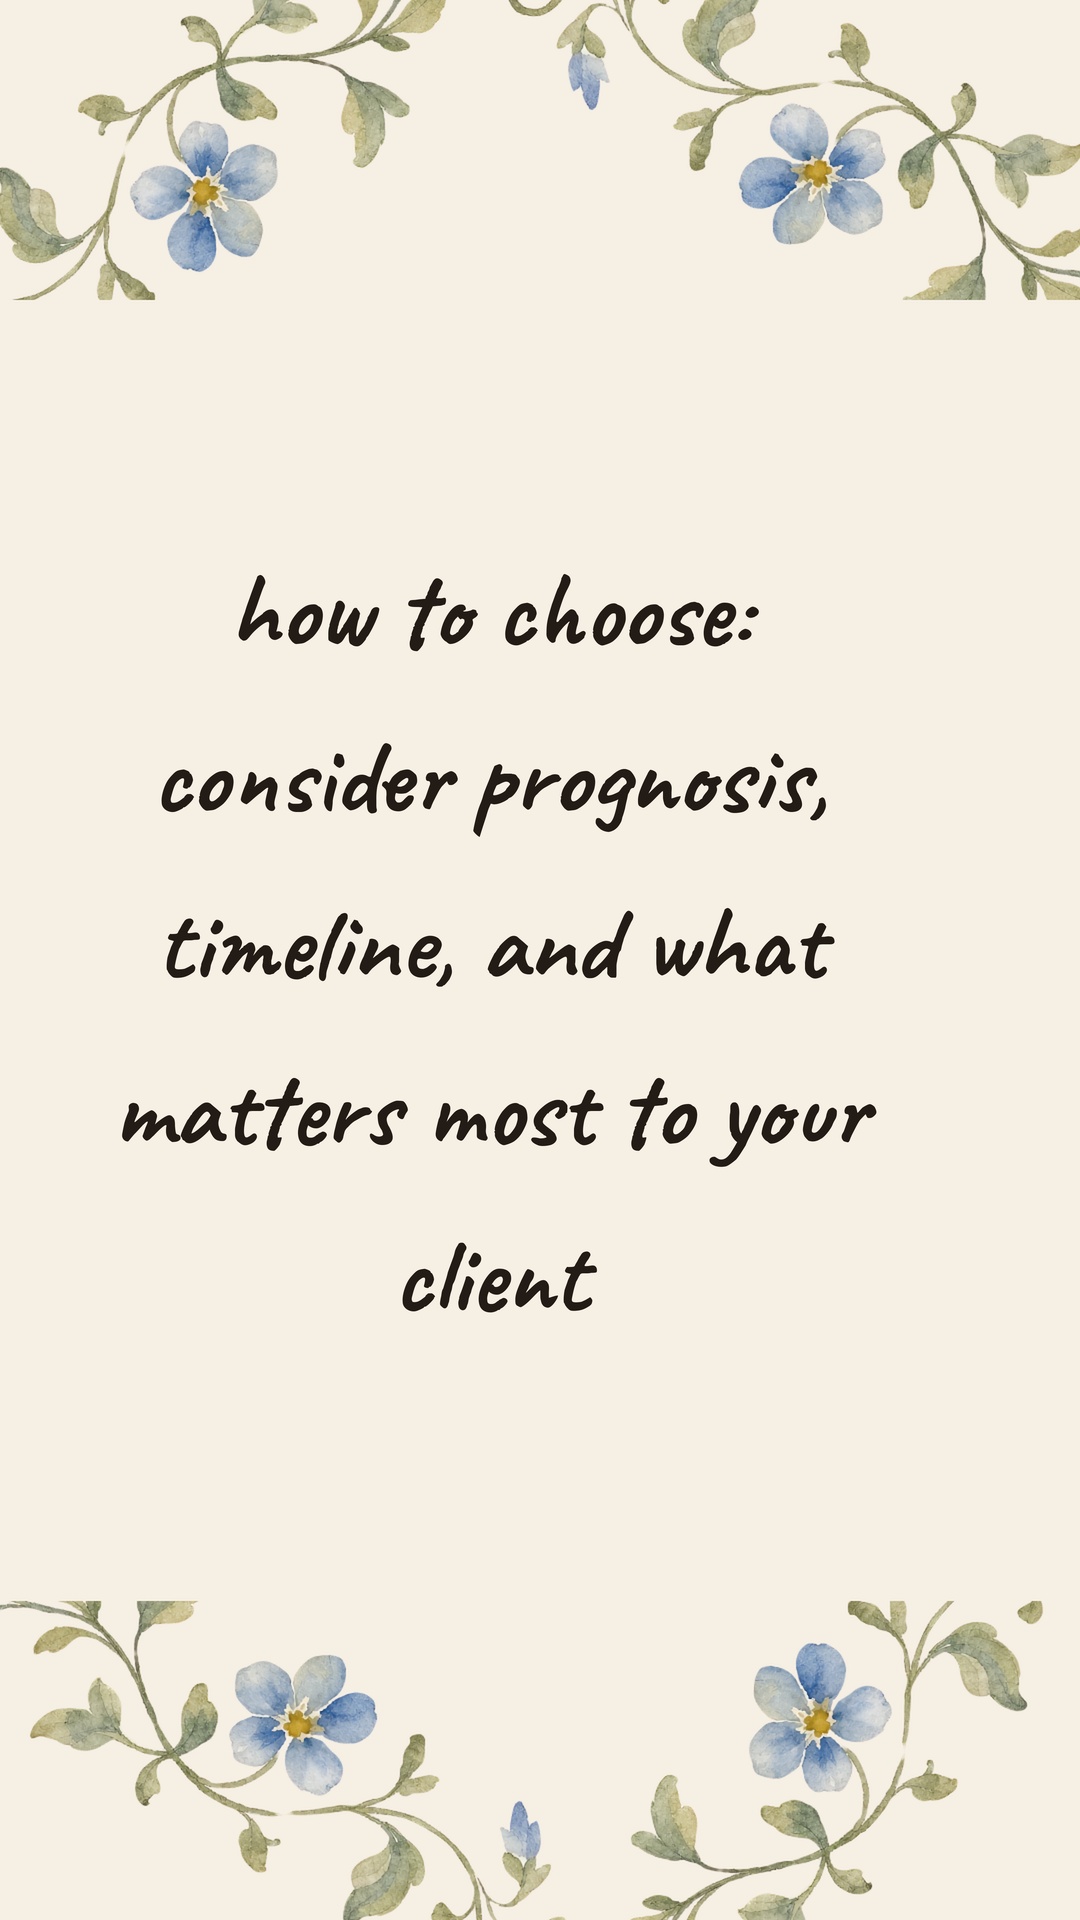 how to choose:
consider prognosis,
timeline, and what
matters most to your
client